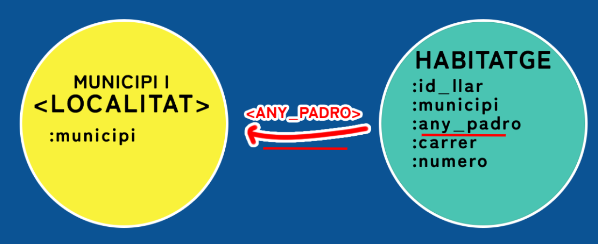 MUNICIPI I
<LOCALITAT>
:municipi
<ANY_PADRO>
HABITATGE
:id_llar
:municipi
:any_padro
:carrer
:numero